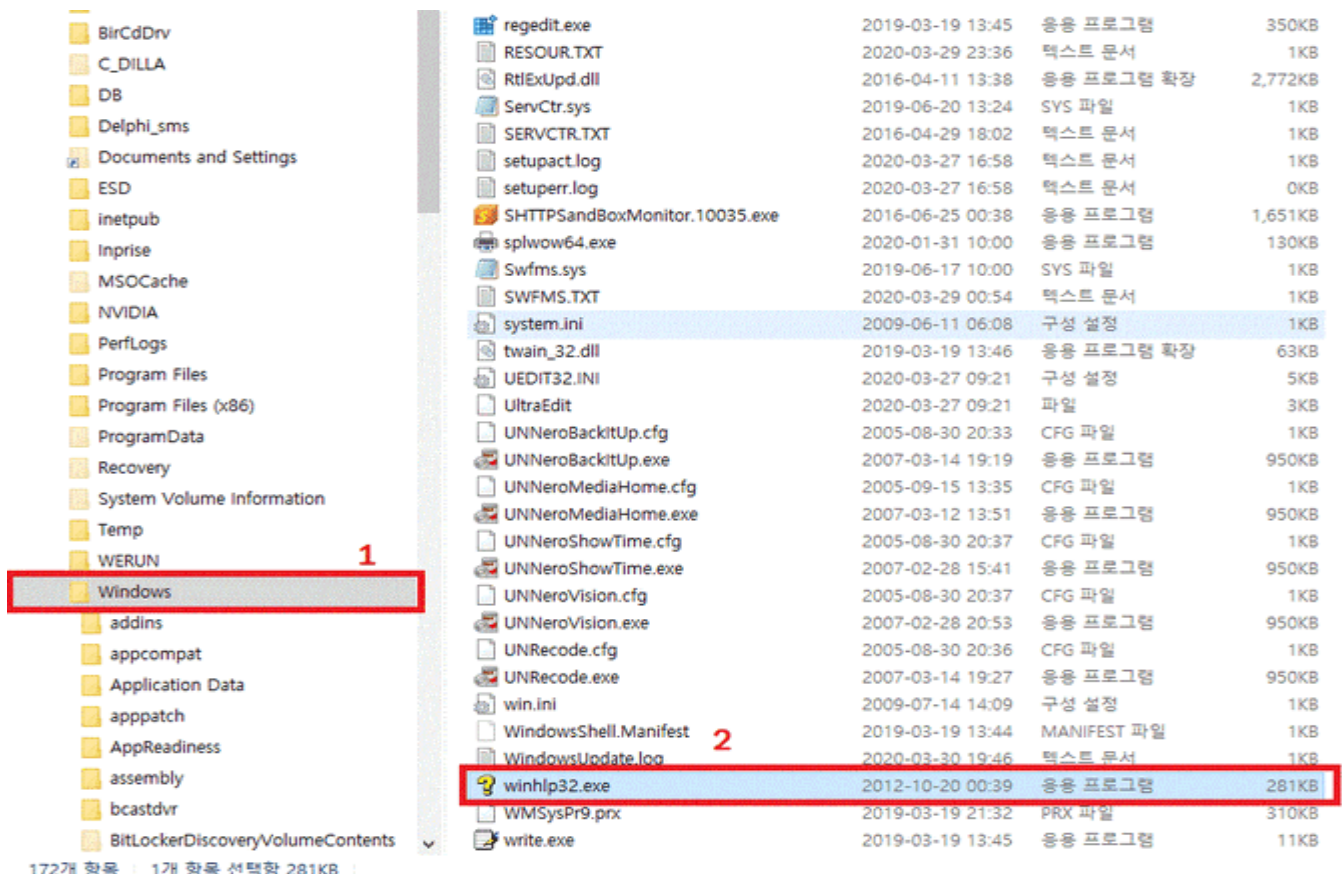 BirCdDrv
C_DILLA
DB
Delphi_sms
Documents and Settings
ESD
inetpub
Inprise
MSOCache
NVIDIA
PerfLogs
Program Files
Program Files (x86)
ProgramData
Recovery
System Volume Information
Temp
WERUN
1
Windows
addins
appcompat
Application Data
apppatch
AppReadiness
assembly
bcastdvr
BitLockerDiscoveryVolumeContents
regedit.exe 2019-03-19 13:45 응용 프로그램 350KB
RESOUR.TXT 2020-03-29 23:36 텍스트 문서 1KB
RtlExUpd.dll 2016-04-11 13:38 응용 프로그램 확장 2,772KB
ServCtr.sys 2019-06-20 13:24 SYS 파일 1KB
SERVCTR.TXT 2016-04-29 18:02 텍스트 문서 1KB
setupact.log 2020-03-27 16:58 텍스트 문서 1KB
setuperr.log 2020-03-27 16:58 텍스트 문서 0KB
SHTTPSandBoxMonitor.10035.exe 2016-06-25 00:38 응용 프로그램 1,651KB
splwow64.exe 2020-01-31 10:00 응용 프로그램 130KB
Swfms.sys 2019-06-17 10:00 SYS 파일 1KB
SWFMS.TXT 2020-03-29 00:54 텍스트 문서 1KB
system.ini 2009-06-11 06:08 구성 설정 1KB
twain_32.dll 2019-03-19 13:46 응용 프로그램 확장 63KB
UEDIT32.INI 2020-03-27 09:21 구성 설정 5KB
UltraEdit 2020-03-27 09:21 파일 3KB
UNNeroBackItUp.cfg 2005-08-30 20:33 CFG 파일 1KB
UNNeroBackItUp.exe 2007-03-14 19:19 응용 프로그램 950KB
UNNeroMediaHome.cfg 2005-09-15 13:35 CFG 파일 1KB
UNNeroMediaHome.exe 2007-03-12 13:51 응용 프로그램 950KB
UNNeroShowTime.cfg 2005-08-30 20:37 CFG 파일 1KB
UNNeroShowTime.exe 2007-02-28 15:41 응용 프로그램 950KB
UNNeroVision.cfg 2005-08-30 20:37 CFG 파일 1KB
UNNeroVision.exe 2007-02-28 20:53 응용 프로그램 950KB
UNRecode.cfg 2005-08-30 20:36 CFG 파일 1KB
UNRecode.exe 2007-03-14 19:27 응용 프로그램 950KB
win.ini 2009-07-14 14:09 구성 설정 1KB
WindowsShell.Manifest 2019-03-19 13:44 MANIFEST 파일 1KB
2
WindowsUpdate.log 2020-03-30 19:46 텍스트 문서 1KB
winhlp32.exe 2012-10-20 00:39 응용 프로그램 281KB
WMSysPr9.prx 2019-03-19 21:32 PRX 파일 310KB
write.exe 2019-03-19 13:45 응용 프로그램 11KB
172개 항목 1개 항목 선택함 281KB